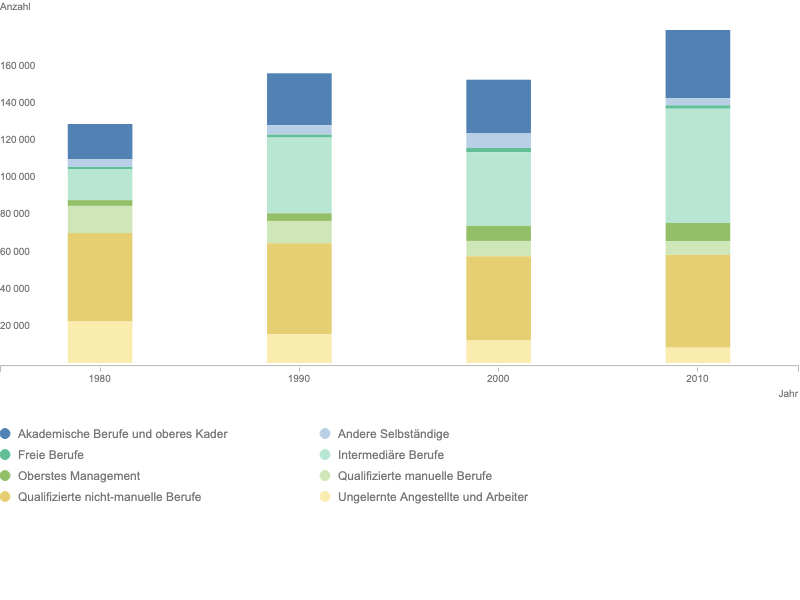 Anzahl
160 000
140 000
120 000
100 000
80 000
60 000
40 000
20 000
1980 1990 2000 2010
Jahr
Akademische Berufe und oberes Kader Andere Selbständige
Freie Berufe Intermediäre Berufe
Oberstes Management Qualifizierte manuelle Berufe
Qualifizierte nicht-manuelle Berufe Ungelernte Angestellte und Arbeiter